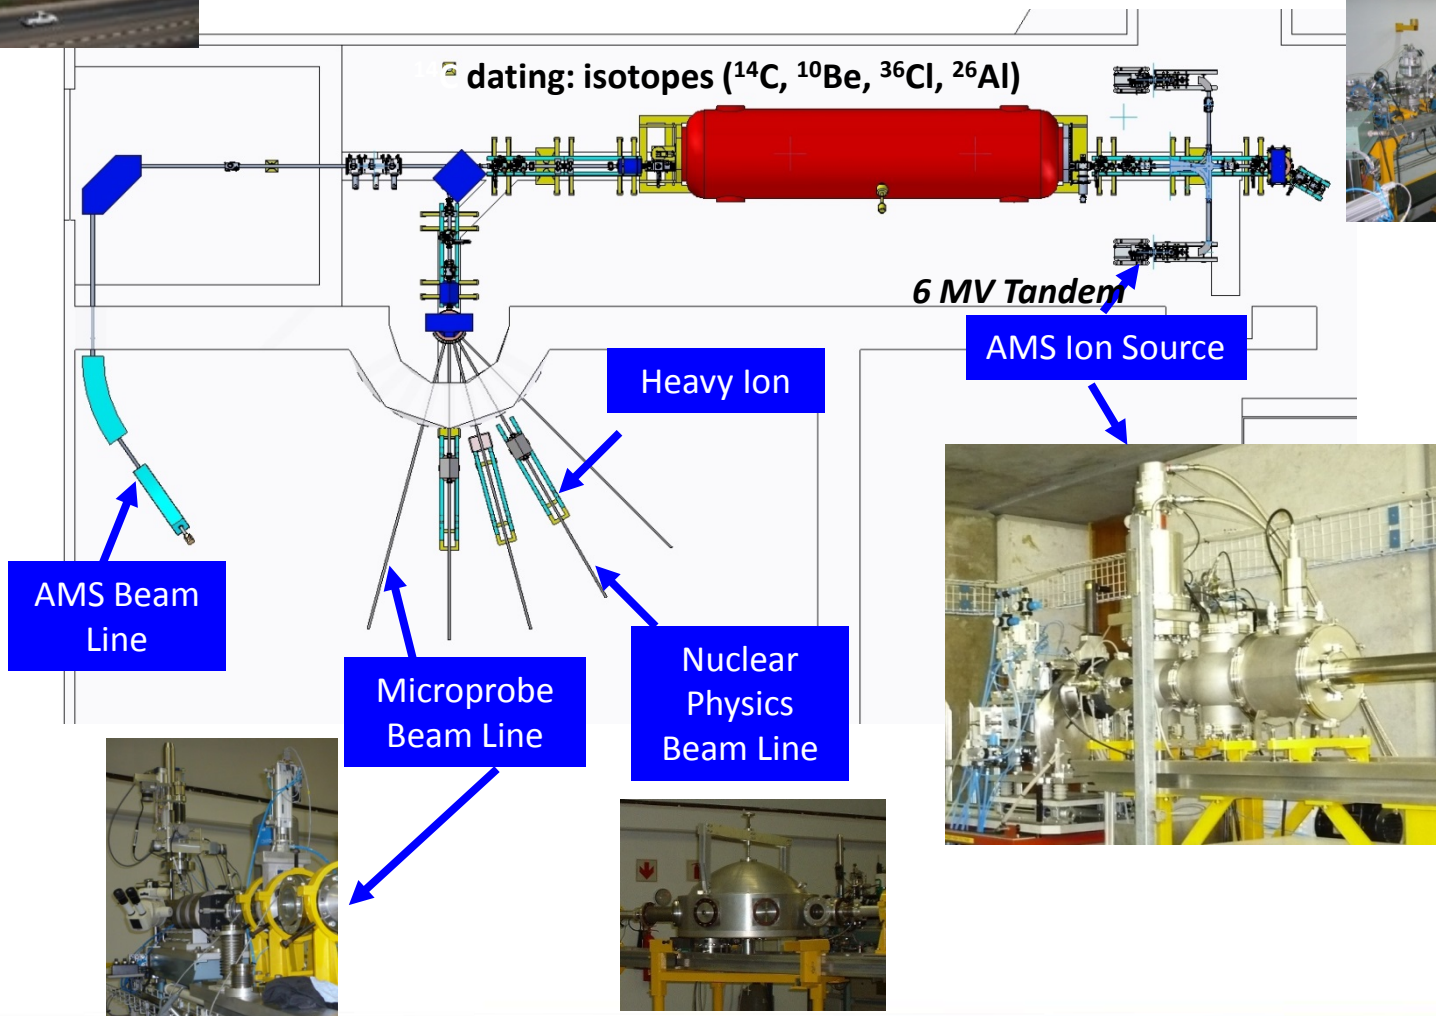 dating: isotopes (¹⁴C, ¹⁰Be, ³⁶Cl, ²⁶Al)
6 MV Tandem
AMS Ion Source
Heavy Ion
AMS Beam
Line
Microprobe
Beam Line
Nuclear
Physics
Beam Line